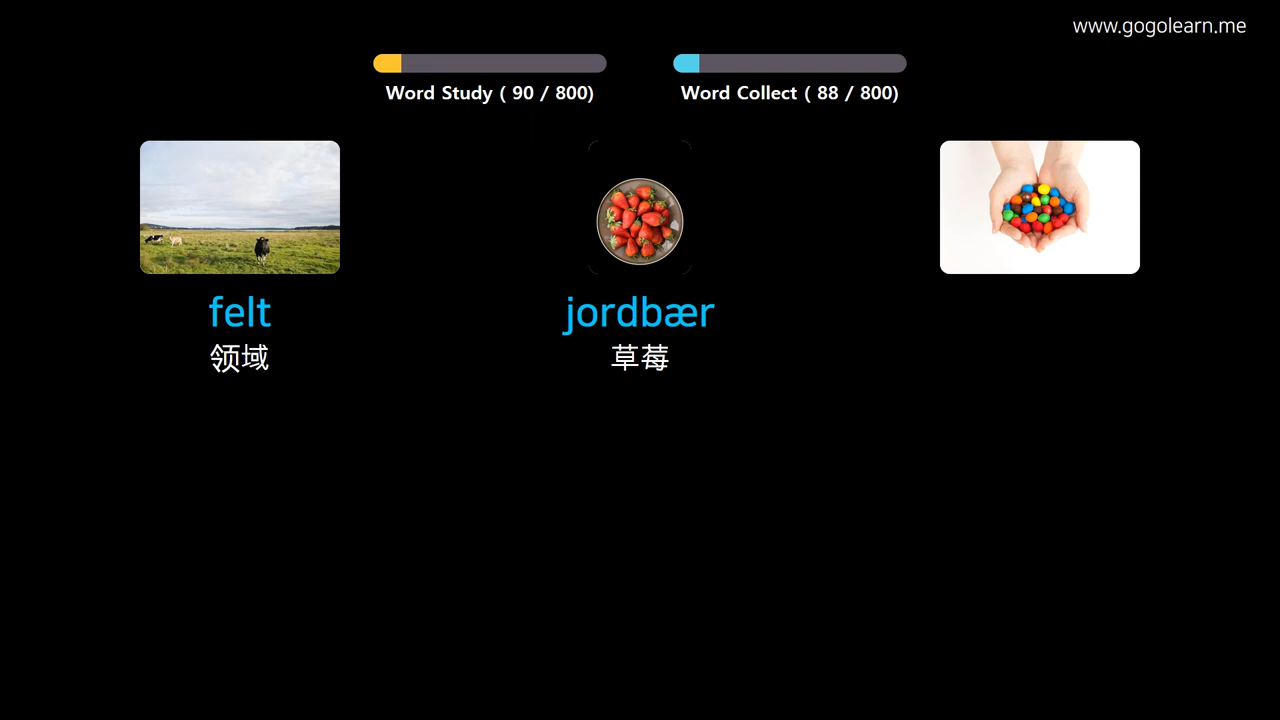 www.gogolearn.me
Word Study ( 90 / 800)
Word Collect ( 88 / 800)
felt
领域
jordbær
草莓